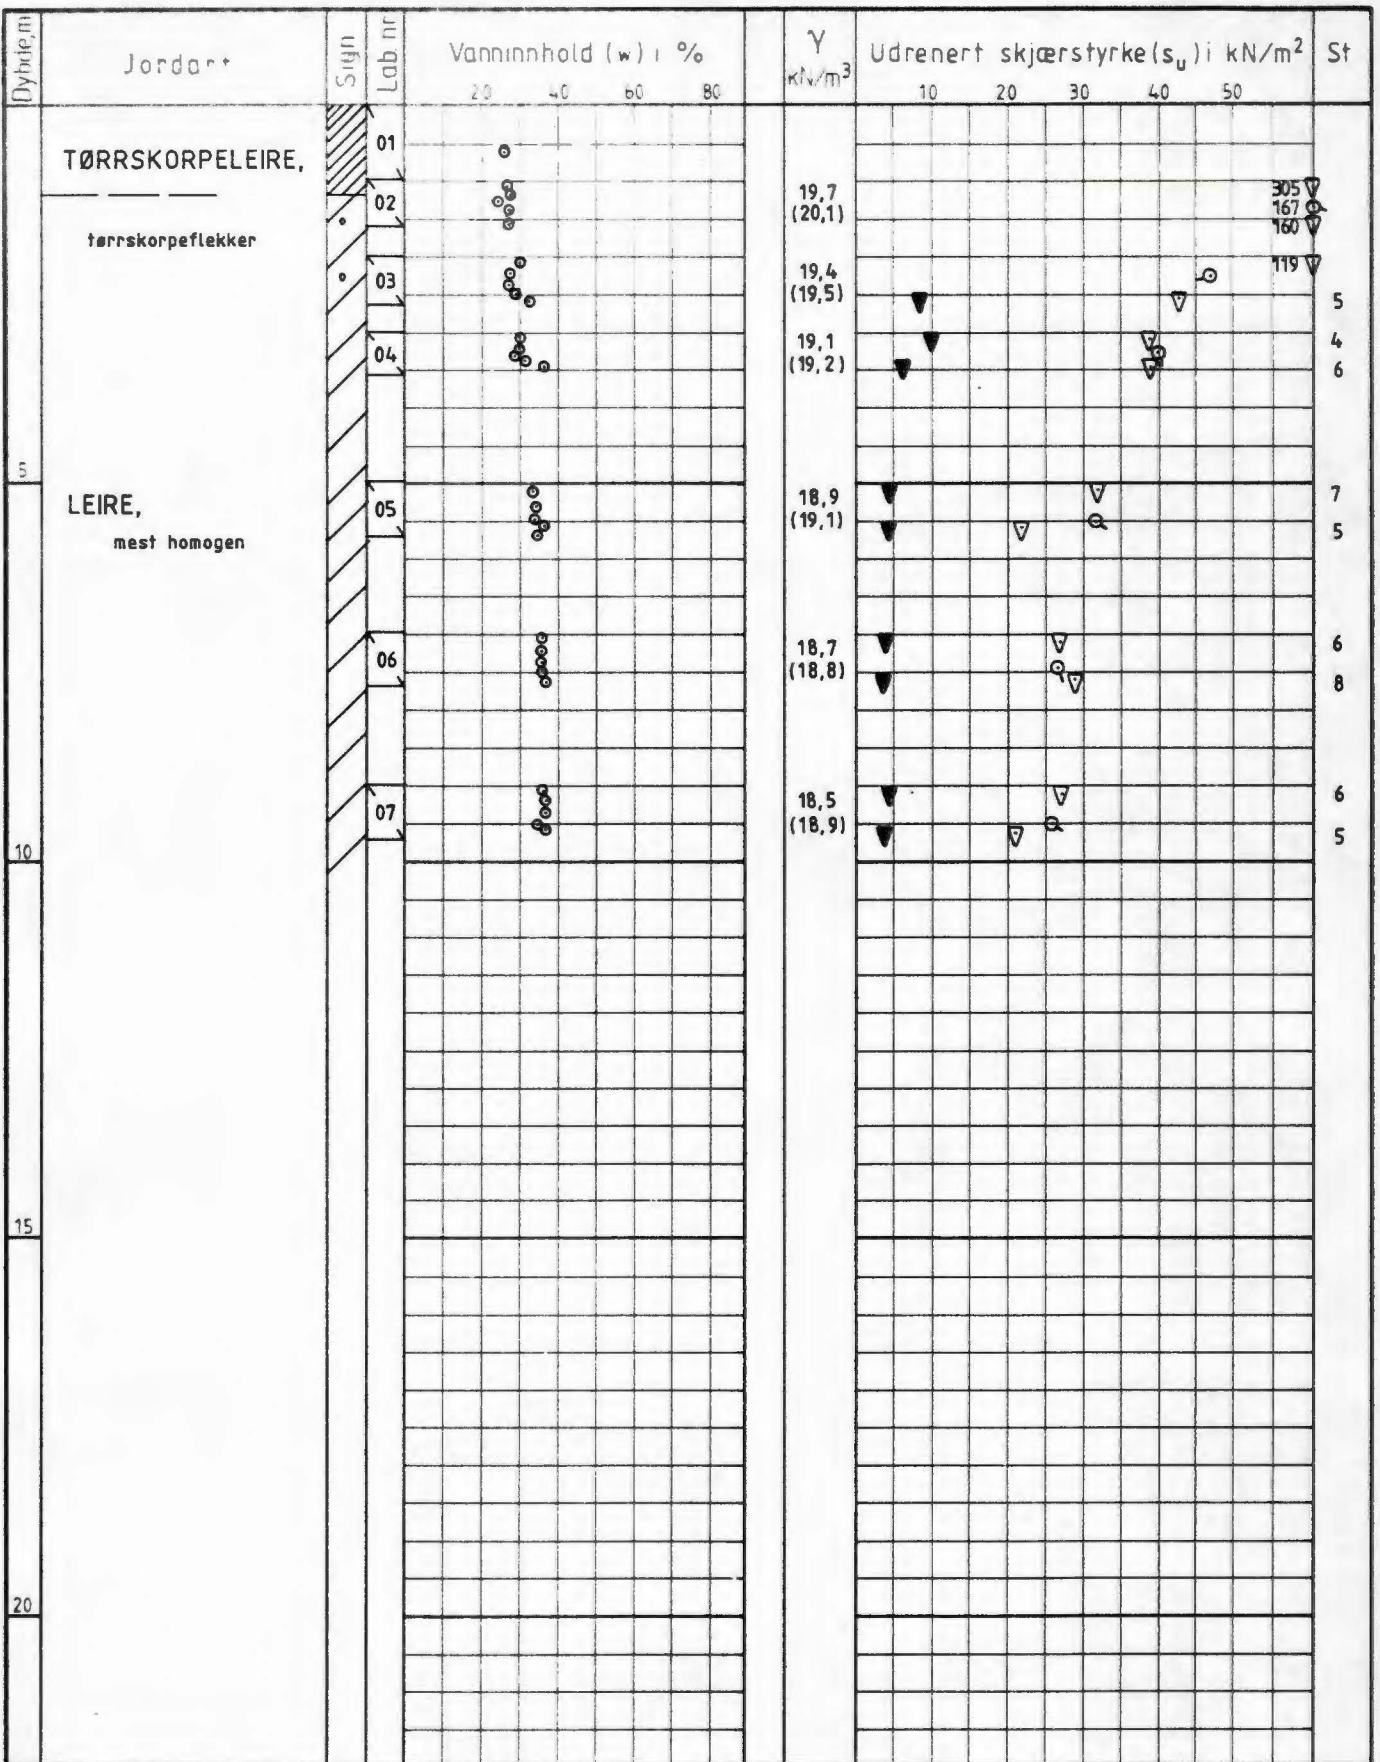 Dybde,m
Jordart
Sign
Lab nr
Vanninnhold (w) i %
20 40 60 80
γ
kN/m³
Udrenert skjærstyrke (sᵤ) i kN/m²
10 20 30 40 50
St
TØRRSKORPELEIRE,
01
02
19,7
(20,1)
305
167
160
tørrskorpeflekker
03
19,4
(19,5)
119
5
04
19,1
(19,2)
4
6
5
LEIRE,
mest homogen
05
18,9
(19,1)
7
5
06
18,7
(18,8)
6
8
07
18,5
(18,9)
6
5
10
15
20